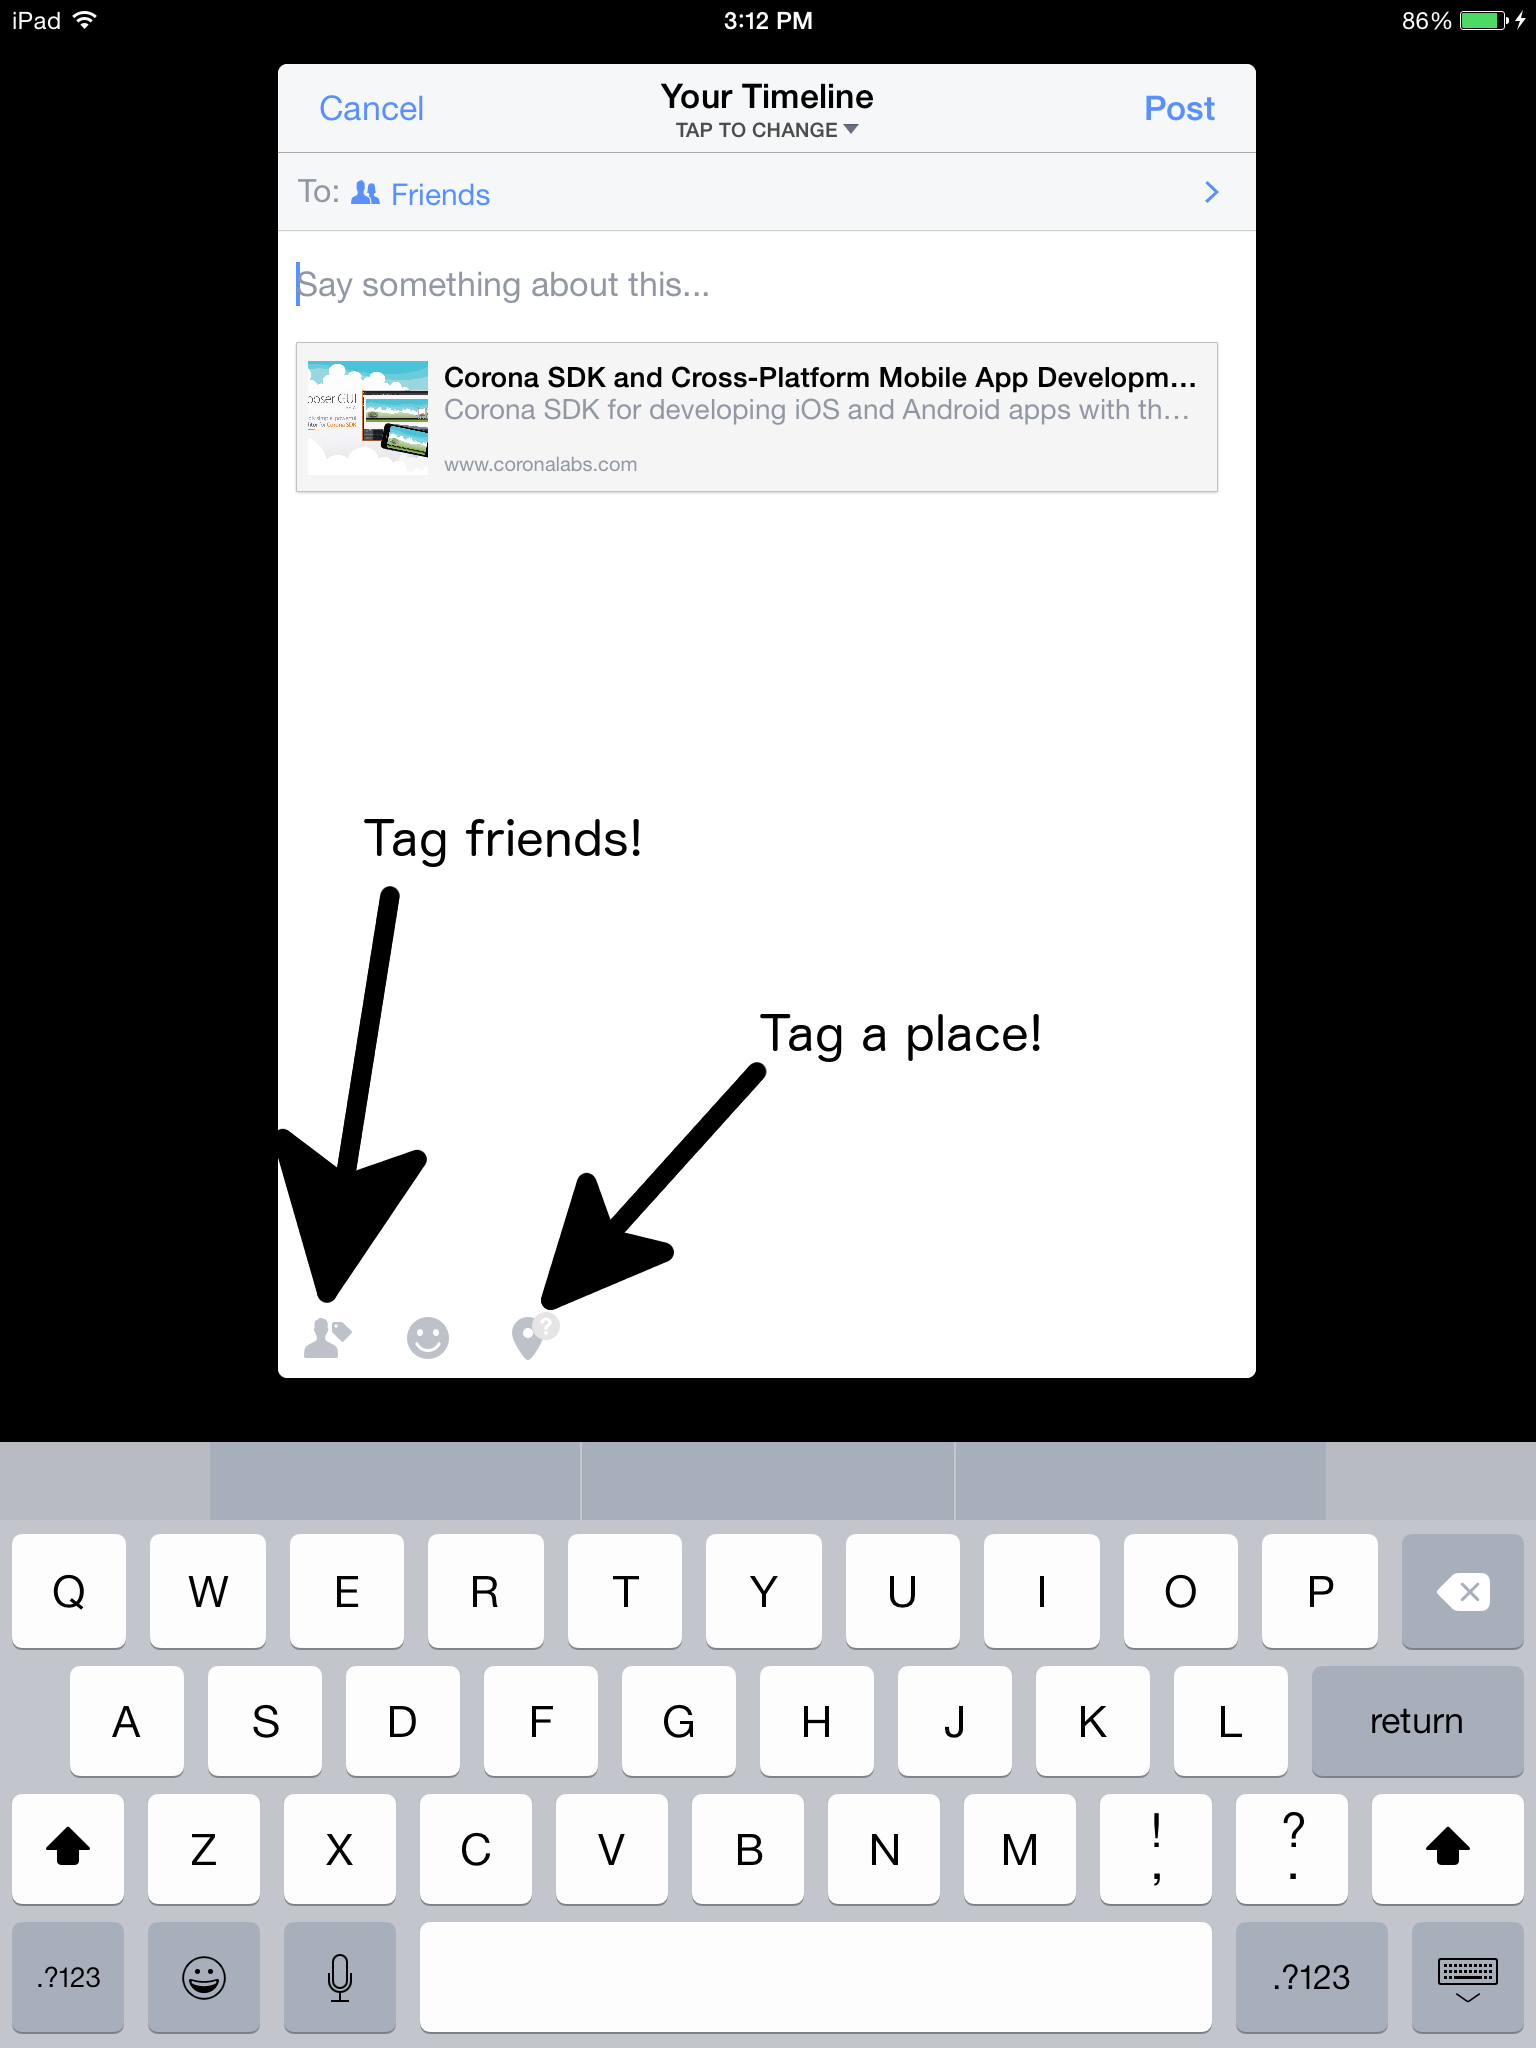 iPad 3:12 PM 86%
Cancel Your Timeline Post
TAP TO CHANGE
To: Friends
Say something about this...
Corona SDK and Cross-Platform Mobile App Developm...
Corona SDK for developing iOS and Android apps with th...
www.coronalabs.com
poser GUI
Tag friends!
Tag a place!
?
Q W E R T Y U I O P
A S D F G H J K L return
Z X C V B N M ! , ? .
.?123 .?123